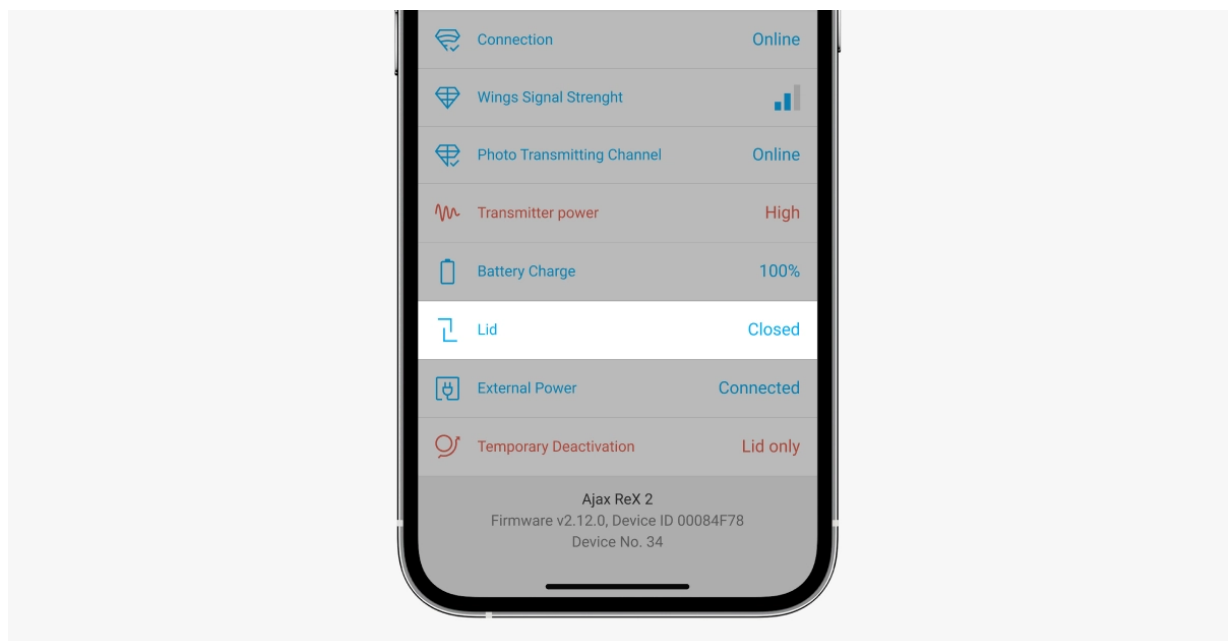 Connection Online
Wings Signal Strenght
Photo Transmitting Channel Online
Transmitter power High
Battery Charge 100%
Lid Closed
External Power Connected
Temporary Deactivation Lid only
Ajax ReX 2
Firmware v2.12.0, Device ID 00084F78
Device No. 34